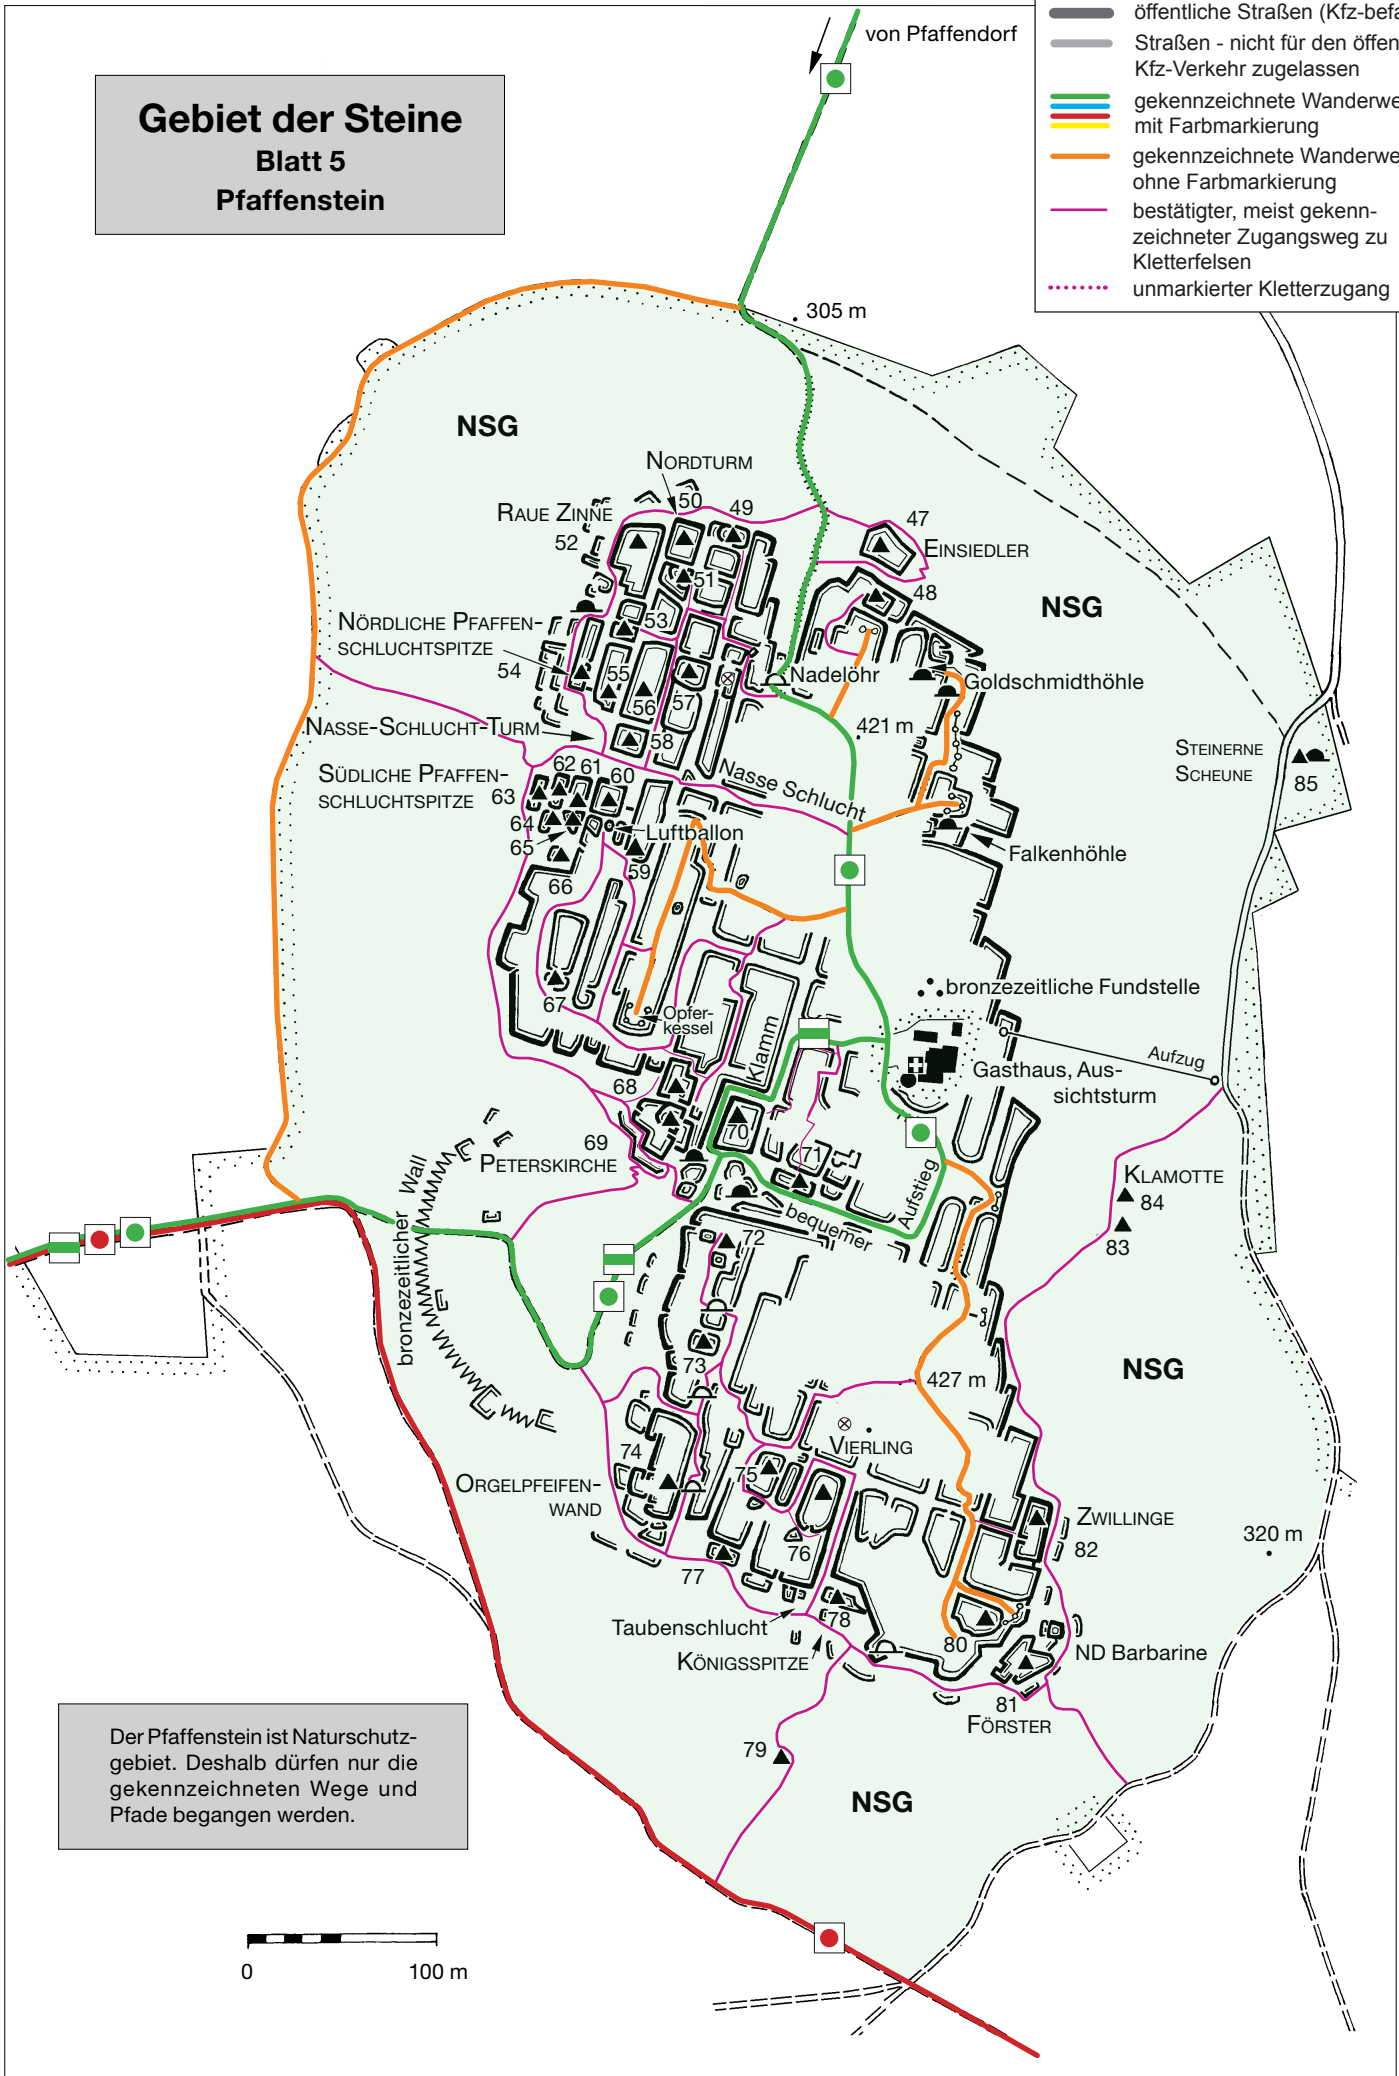 von Pfaffendorf
öffentliche Straßen (Kfz-befa
Straßen - nicht für den öffen
Kfz-Verkehr zugelassen
gekennzeichnete Wanderwe
mit Farbmarkierung
gekennzeichnete Wanderwe
ohne Farbmarkierung
bestätigter, meist gekenn-
zeichneter Zugangsweg zu
Kletterfelsen
unmarkierter Kletterzugang
Gebiet der Steine
Blatt 5
Pfaffenstein
305 m
NSG
NORDTURM
50
49
RAUE ZINNE
52
47
EINSIEDLER
51
48
NSG
53
NÖRDLICHE PFAFFEN-
SCHLUCHTSPITZE
54
55
56
57
Nadelöhr
Goldschmidthöhle
421 m
NASSE-SCHLUCHT-TURM
58
STEINERNE
SCHEUNE
85
Nasse Schlucht
SÜDLICHE PFAFFEN-
SCHLUCHTSPITZE
62
61
60
63
64
65
Luftballon
59
66
Falkenhöhle
67
bronzezeitliche Fundstelle
Opfer-
kessel
Klamm
Aufzug
Gasthaus, Aus-
sichtsturm
68
70
69
PETERSKIRCHE
71
Aufstieg
bequemer
KLAMOTTE
84
83
bronzezeitlicher Wall
72
73
NSG
427 m
74
VIERLING
75
ORGELPFEIFEN-
WAND
ZWILLINGE
82
320 m
76
77
Taubenschlucht
78
KÖNIGSSPITZE
80
ND Barbarine
81
FÖRSTER
79
NSG
Der Pfaffenstein ist Naturschutz-
gebiet. Deshalb dürfen nur die
gekennzeichneten Wege und
Pfade begangen werden.
0
100 m